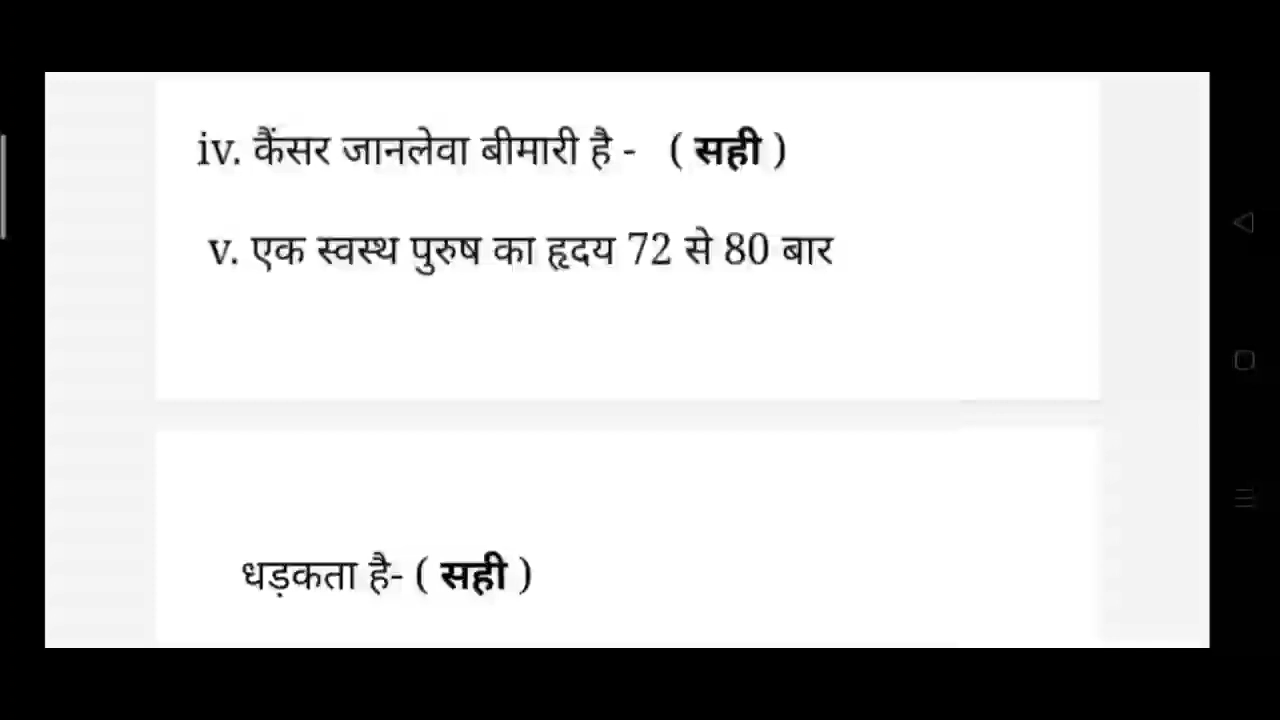 iv. कैंसर जानलेवा बीमारी है - ( सही )
v. एक स्वस्थ पुरुष का हृदय 72 से 80 बार
धड़कता है- ( सही )